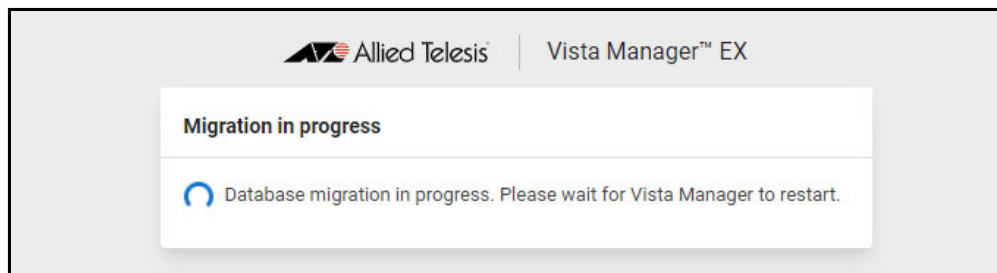 Allied Telesis Vista Manager™ EX
Migration in progress
Database migration in progress. Please wait for Vista Manager to restart.